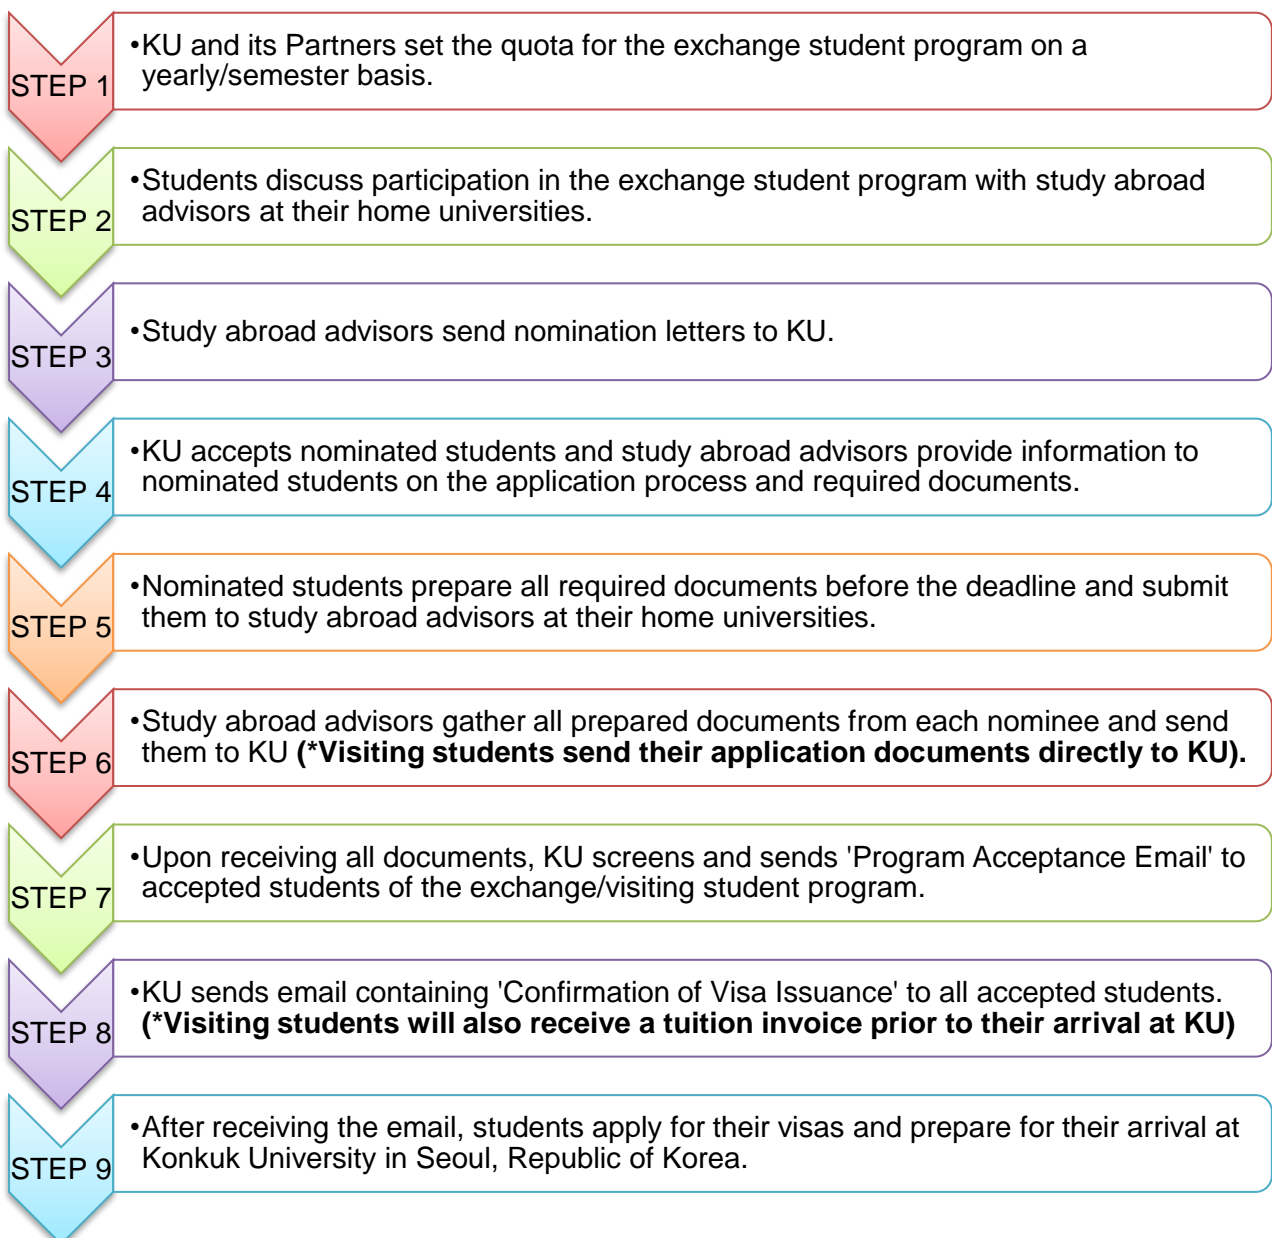 STEP 1
•KU and its Partners set the quota for the exchange student program on a
yearly/semester basis.
STEP 2
•Students discuss participation in the exchange student program with study abroad
advisors at their home universities.
STEP 3
•Study abroad advisors send nomination letters to KU.
STEP 4
•KU accepts nominated students and study abroad advisors provide information to
nominated students on the application process and required documents.
STEP 5
•Nominated students prepare all required documents before the deadline and submit
them to study abroad advisors at their home universities.
STEP 6
•Study abroad advisors gather all prepared documents from each nominee and send
them to KU (*Visiting students send their application documents directly to KU).
STEP 7
•Upon receiving all documents, KU screens and sends 'Program Acceptance Email' to
accepted students of the exchange/visiting student program.
STEP 8
•KU sends email containing 'Confirmation of Visa Issuance' to all accepted students.
(*Visiting students will also receive a tuition invoice prior to their arrival at KU)
STEP 9
•After receiving the email, students apply for their visas and prepare for their arrival at
Konkuk University in Seoul, Republic of Korea.